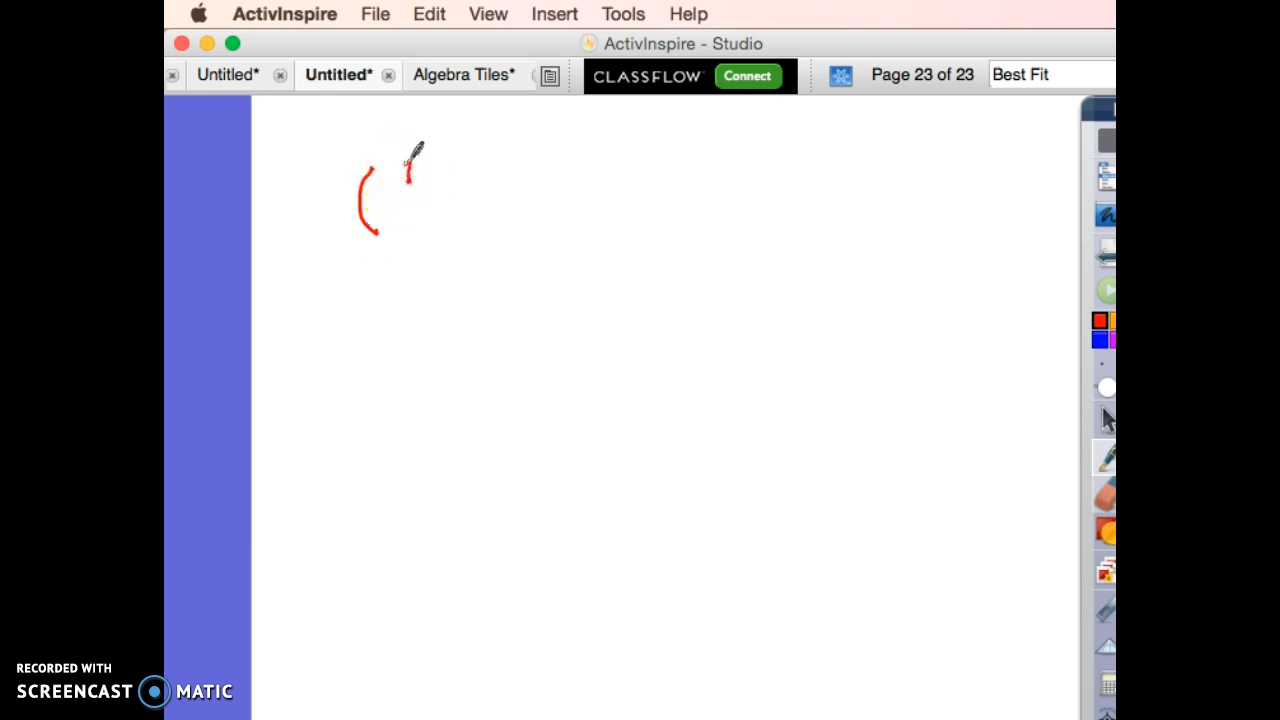 ActivInspire File Edit View Insert Tools Help
ActivInspire - Studio
Untitled* Untitled* Algebra Tiles* CLASSFLOW Connect Page 23 of 23 Best Fit
(
RECORDED WITH
SCREENCAST MATIC